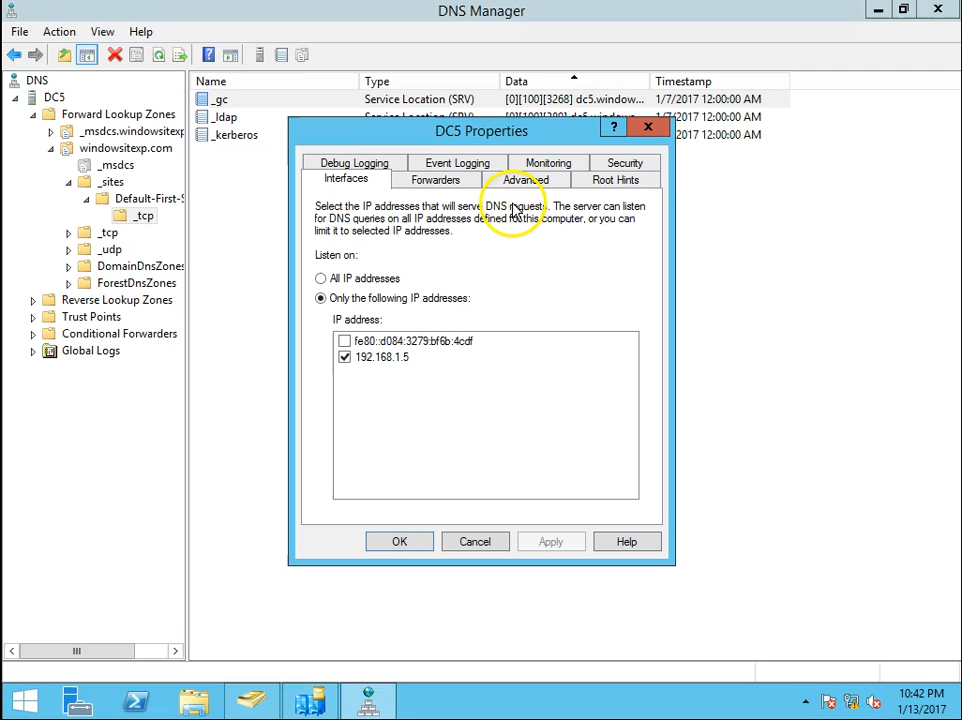 DNS Manager
File Action View Help
DNS
DC5
Forward Lookup Zones
_msdcs.windowsitexp
windowsitexp.com
_msdcs
_sites
Default-First-S
_tcp
_tcp
_udp
DomainDnsZones
ForestDnsZones
Reverse Lookup Zones
Trust Points
Conditional Forwarders
Global Logs
Name Type Data Timestamp
_gc Service Location (SRV) [0][100][3268] dc5.window... 1/7/2017 12:00:00 AM
_ldap Service Location (SRV) 1/7/2017 12:00:00 AM
_kerberos 1/7/2017 12:00:00 AM
DC5 Properties
? x
Debug Logging Event Logging Monitoring Security
Interfaces Forwarders Advanced Root Hints
Select the IP addresses that will serve DNS requests. The server can listen
for DNS queries on all IP addresses defined for this computer, or you can
limit it to selected IP addresses.
Listen on:
All IP addresses
Only the following IP addresses:
IP address:
fe80::d084:3279:bf6b:4cdf
192.168.1.5
OK Cancel Apply Help
10:42 PM
1/13/2017